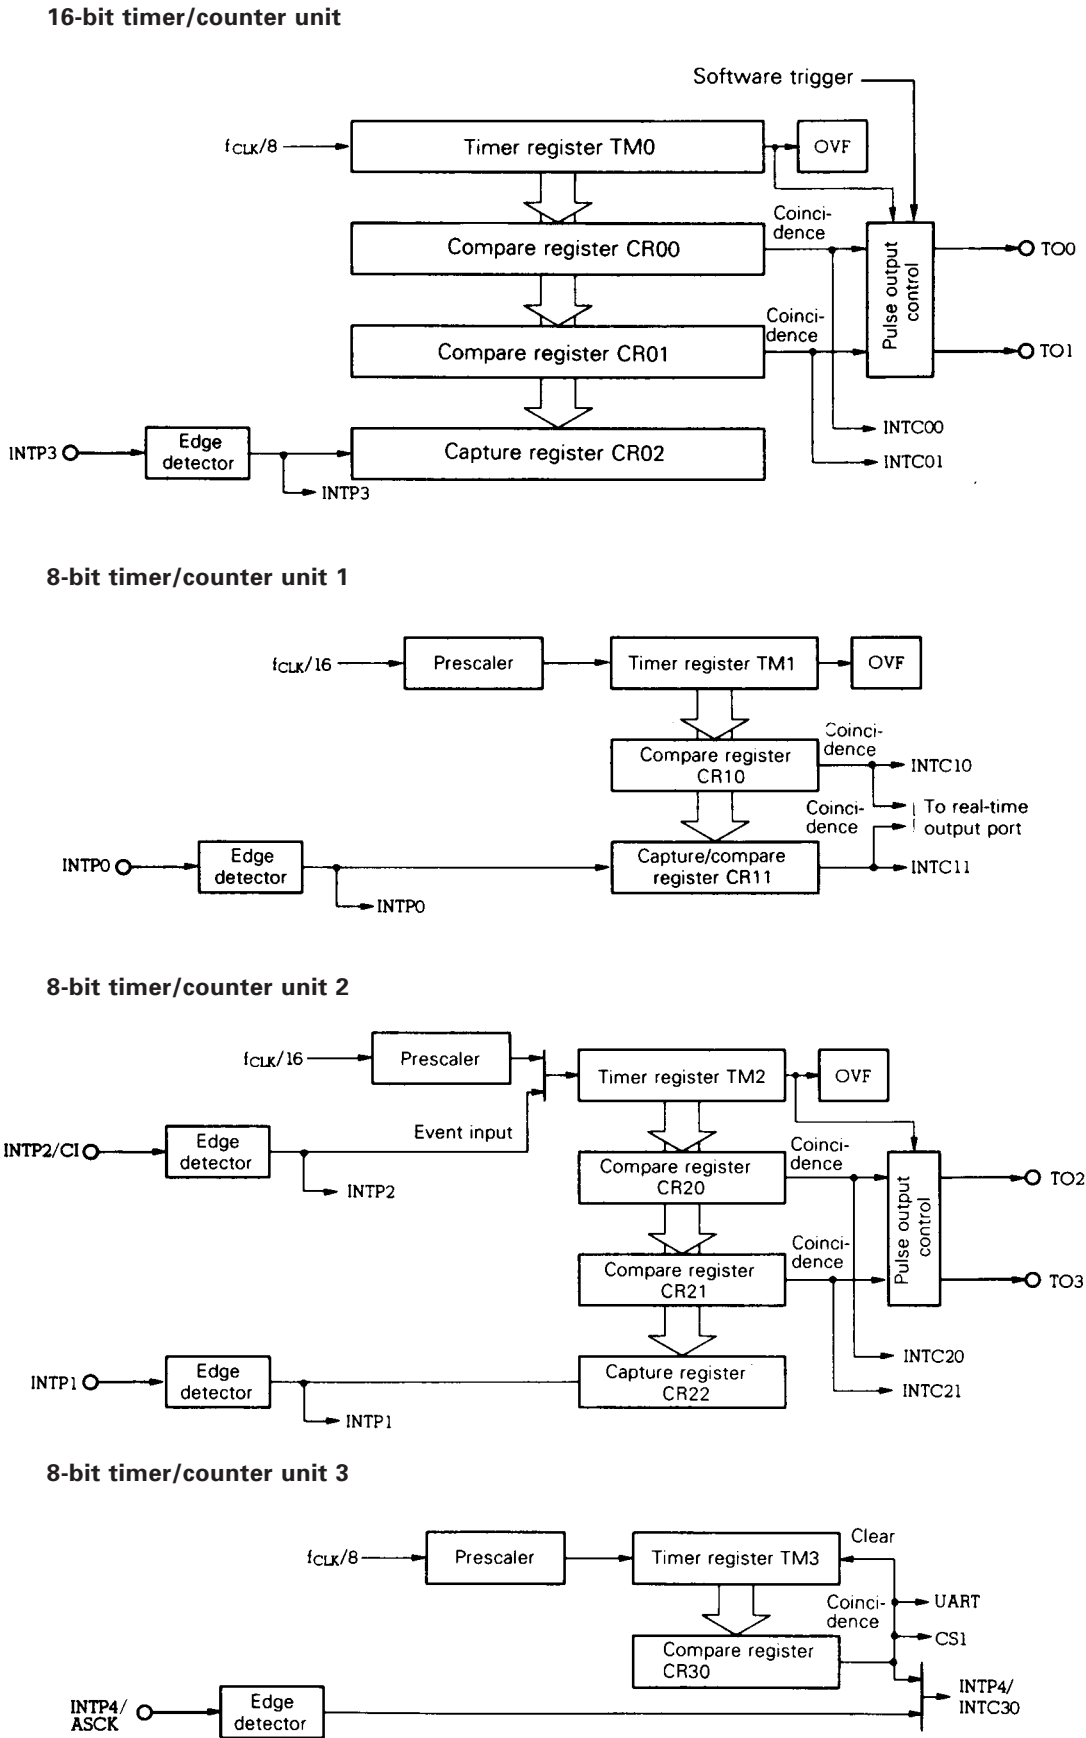 16-bit timer/counter unit
Software trigger
fCLK/8
Timer register TM0
OVF
Coinci-
dence
Compare register CR00
Pulse output
control
TO0
Coinci-
dence
Compare register CR01
TO1
INTC00
INTP3
Edge
detector
Capture register CR02
INTC01
INTP3
8-bit timer/counter unit 1
fCLK/16
Prescaler
Timer register TM1
OVF
Coinci-
dence
Compare register
CR10
INTC10
Coinci-
dence
To real-time
output port
INTP0
Edge
detector
Capture/compare
register CR11
INTC11
INTP0
8-bit timer/counter unit 2
fCLK/16
Prescaler
Timer register TM2
OVF
Event input
INTP2/CI
Edge
detector
Coinci-
dence
Compare register
CR20
INTP2
Pulse output
control
TO2
Coinci-
dence
Compare register
CR21
TO3
INTC20
INTP1
Edge
detector
Capture register
CR22
INTC21
INTP1
8-bit timer/counter unit 3
Clear
fCLK/8
Prescaler
Timer register TM3
Coinci-
dence
UART
CS1
Compare register
CR30
INTP4/
INTC30
INTP4/
ASCK
Edge
detector